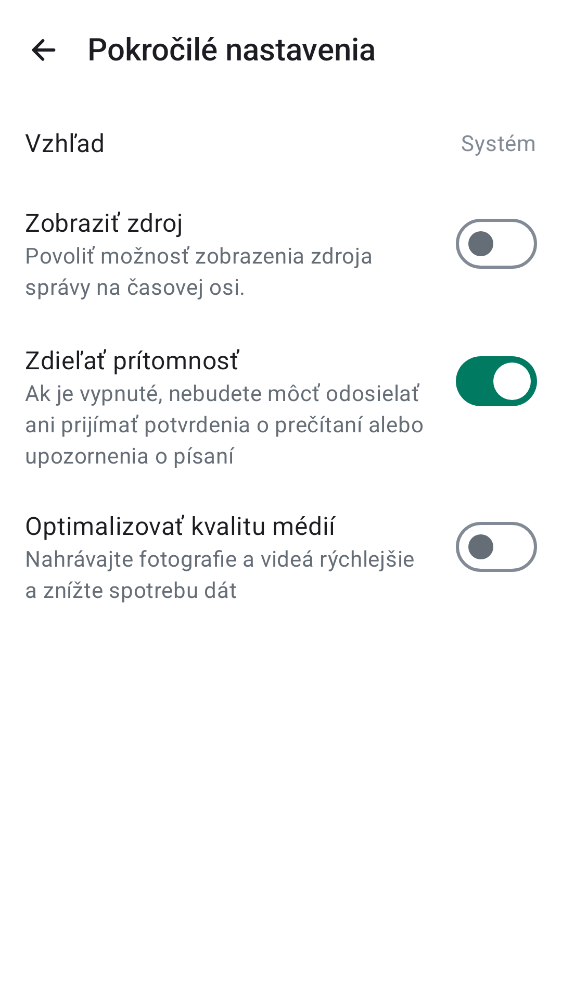 Pokročilé nastavenia
Vzhľad
Systém
Zobraziť zdroj
Povoliť možnosť zobrazenia zdroja
správy na časovej osi.
Zdieľať prítomnosť
Ak je vypnuté, nebudete môcť odosielať
ani prijímať potvrdenia o prečítaní alebo
upozornenia o písaní
Optimalizovať kvalitu médií
Nahrávajte fotografie a videá rýchlejšie
a znížte spotrebu dát